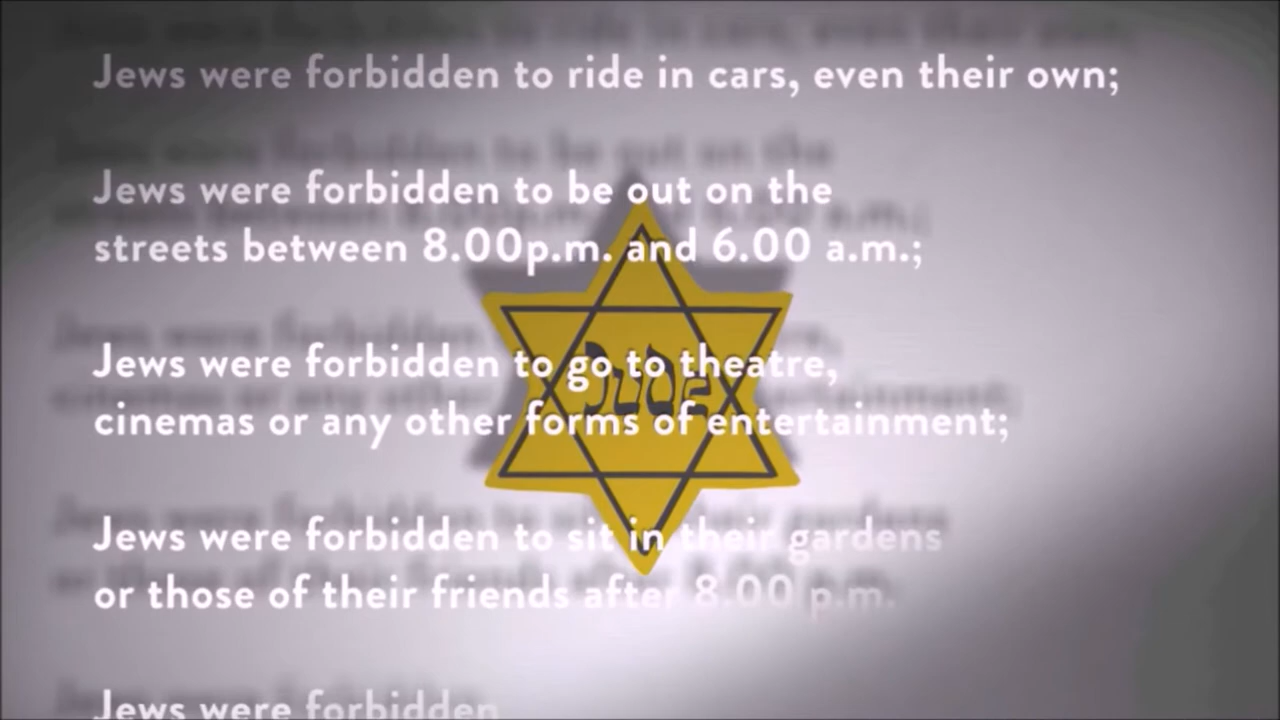 Jews were forbidden to ride in cars, even their own;
Jews were forbidden to be out on the
streets between 8.00p.m. and 6.00 a.m.;
Jews were forbidden to go to theatre,
cinemas or any other forms of entertainment;
Jude
Jews were forbidden to sit in their gardens
or those of their friends after 8.00 p.m.
Jews were forbidden